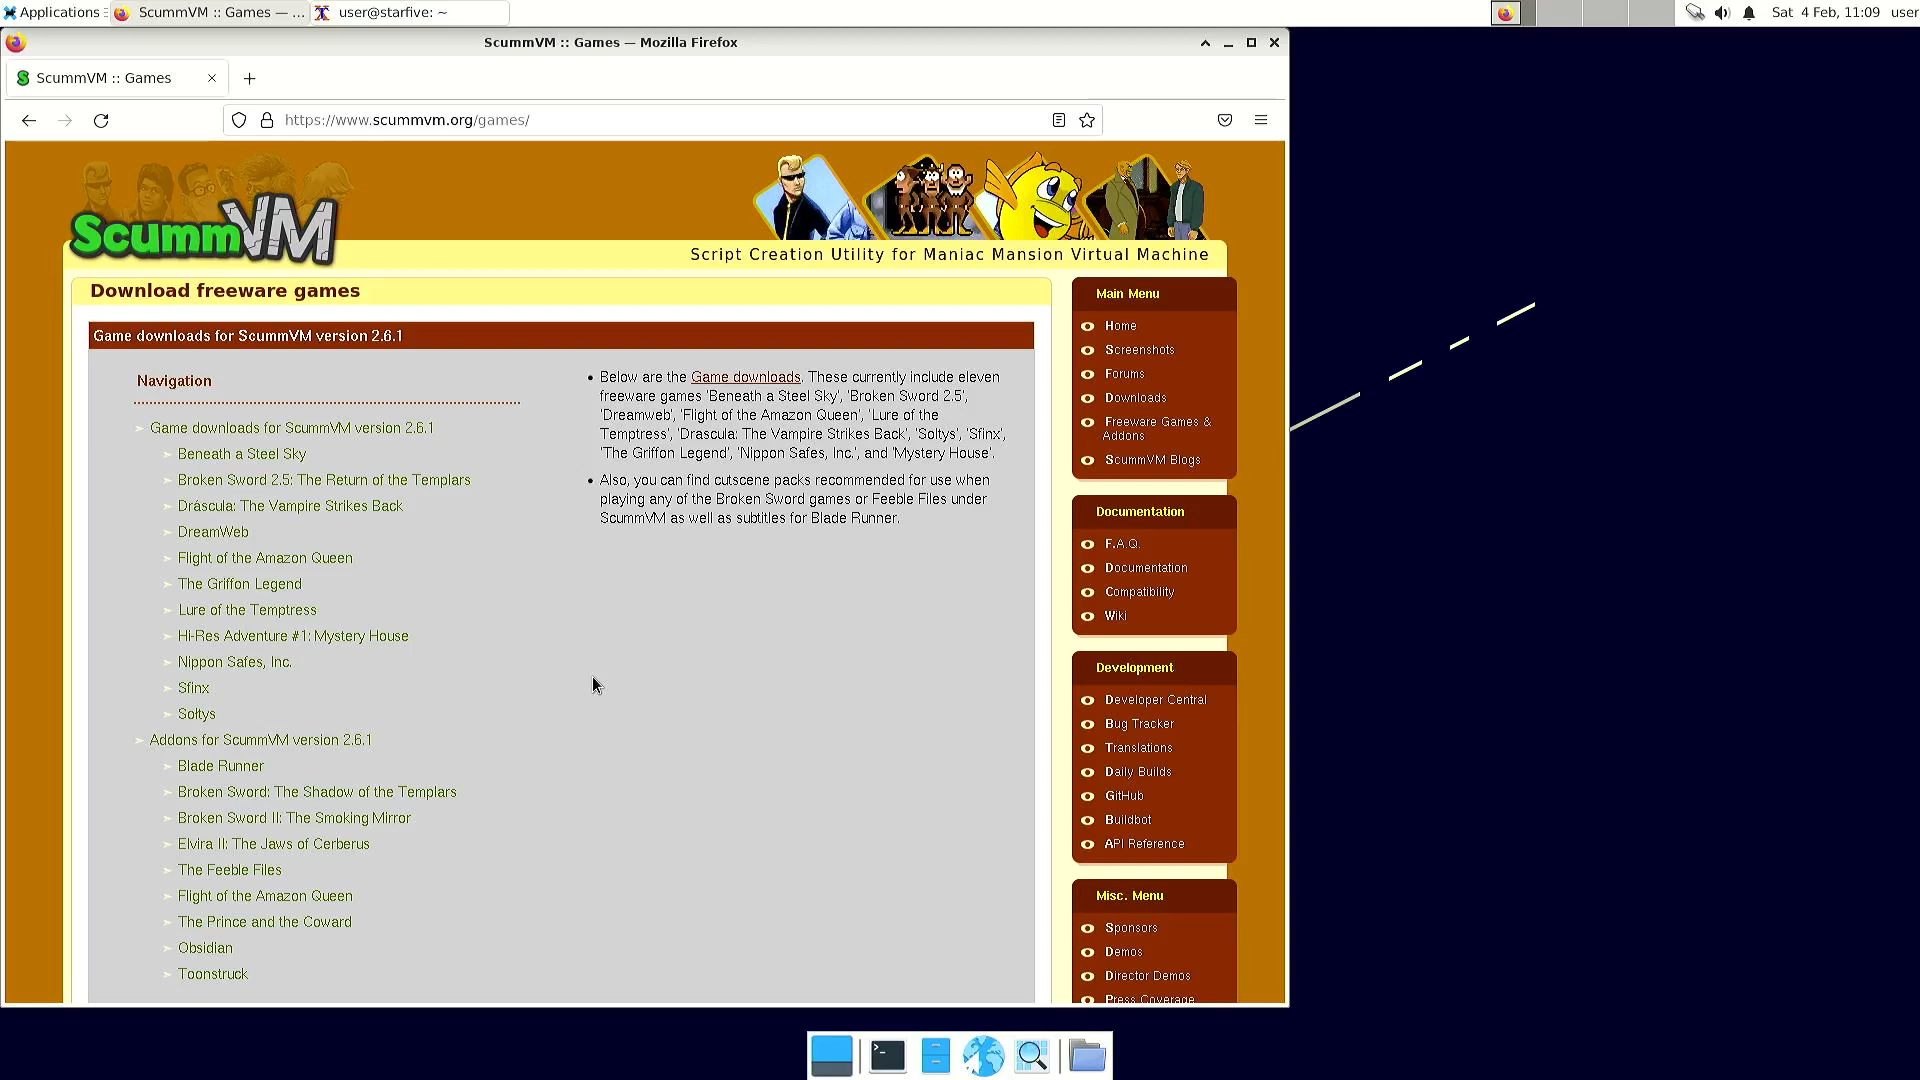 Applications
ScummVM :: Games — ...
user@starfive: ~
Sat 4 Feb, 11:09
user
ScummVM :: Games — Mozilla Firefox
ScummVM :: Games
https://www.scummvm.org/games/
ScummVM
Script Creation Utility for Maniac Mansion Virtual Machine
Download freeware games
Game downloads for ScummVM version 2.6.1
Navigation
Game downloads for ScummVM version 2.6.1
Beneath a Steel Sky
Broken Sword 2.5: The Return of the Templars
Dráscula: The Vampire Strikes Back
DreamWeb
Flight of the Amazon Queen
The Griffon Legend
Lure of the Temptress
Hi-Res Adventure #1: Mystery House
Nippon Safes, Inc.
Sfinx
Sołtys
Addons for ScummVM version 2.6.1
Blade Runner
Broken Sword: The Shadow of the Templars
Broken Sword II: The Smoking Mirror
Elvira II: The Jaws of Cerberus
The Feeble Files
Flight of the Amazon Queen
The Prince and the Coward
Obsidian
Toonstruck
Below are the Game downloads. These currently include eleven
freeware games 'Beneath a Steel Sky', 'Broken Sword 2.5',
'Dreamweb', 'Flight of the Amazon Queen', 'Lure of the
Temptress', 'Drascula: The Vampire Strikes Back', 'Soltys', 'Sfinx',
'The Griffon Legend', 'Nippon Safes, Inc.', and 'Mystery House'.
Also, you can find cutscene packs recommended for use when
playing any of the Broken Sword games or Feeble Files under
ScummVM as well as subtitles for Blade Runner.
Main Menu
Home
Screenshots
Forums
Downloads
Freeware Games &
Addons
ScummVM Blogs
Documentation
F.A.Q.
Documentation
Compatibility
Wiki
Development
Developer Central
Bug Tracker
Translations
Daily Builds
GitHub
Buildbot
API Reference
Misc. Menu
Sponsors
Demos
Director Demos
Press Coverage